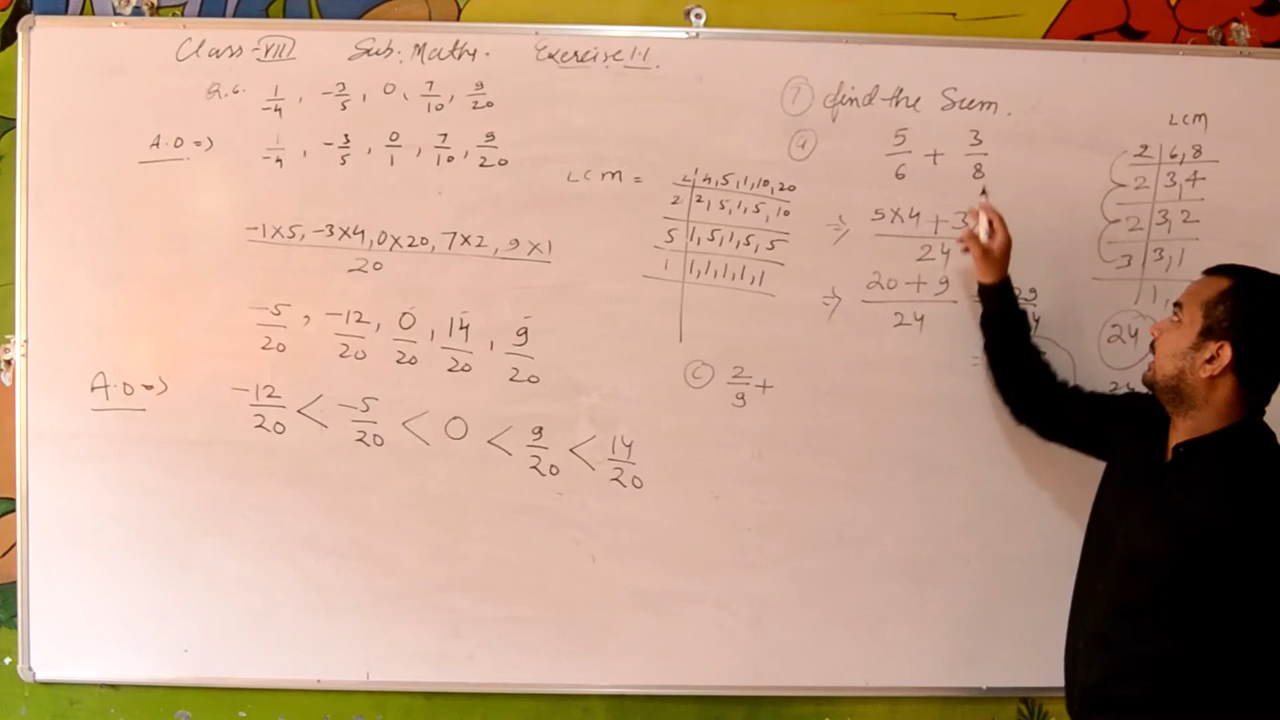 Class-VIII Sub. Maths. Exercise 1.1
Q.6. 1/-4, -3/5, 0, 7/10, 9/20
A.O => 1/-4, -3/5, 0/1, 7/10, 9/20
LCM =
2 | 4,5,1,10,20
2 | 2,5,1,5,10
5 | 1,5,1,5,5
1 | 1,1,1,1,1
-1×5, -3×4, 0×20, 7×2, 9×1
20
-5/20, -12/20, 0/20, 14/20, 9/20
A.O => -12/20 < -5/20 < 0 < 9/20 < 14/20
7 find the Sum.
a 5/6 + 3/8
=> 5×4+3
24
=> 20+9
24
29
c 2/9 +
LCM
2 | 6,8
2 | 3,4
2 | 3,2
3 | 3,1
1,
24